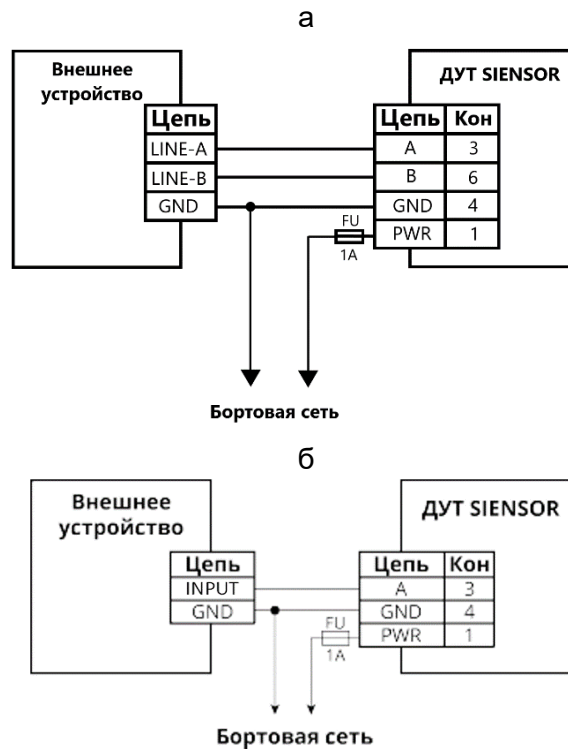 а
Внешнее
устройство
ДУТ SIENSOR
Цепь
Цепь Кон
LINE-A
A 3
LINE-B
B 6
GND
GND 4
FU
PWR 1
1A
Бортовая сеть
б
Внешнее
устройство
ДУТ SIENSOR
Цепь
Цепь Кон
INPUT
A 3
GND
GND 4
FU
PWR 1
1A
Бортовая сеть